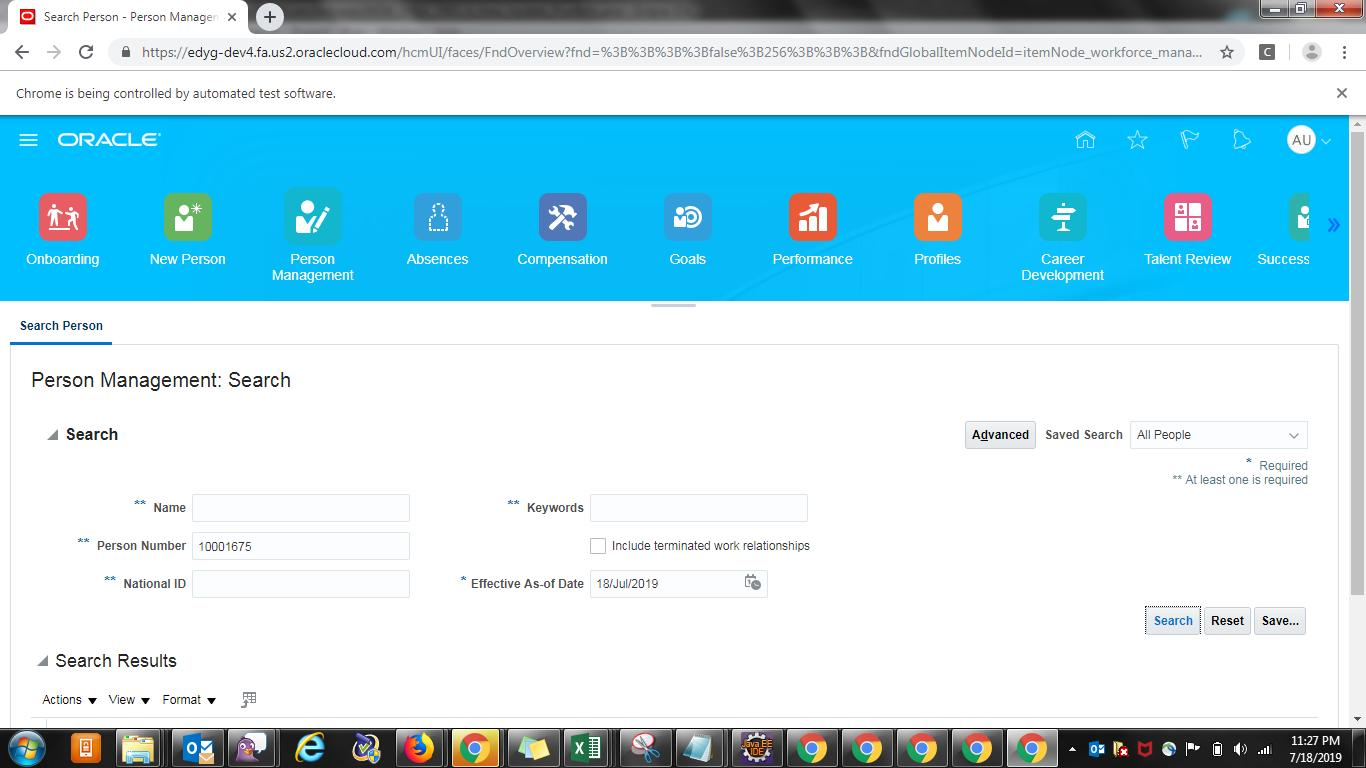 Search Person - Person Managem
https://edyg-dev4.fa.us2.oraclecloud.com/hcmUI/faces/FndOverview?fnd=%3B%3B%3B%3Bfalse%3B256%3B%3B%3B&fndGlobalItemNodeId=itemNode_workforce_mana...
C
Chrome is being controlled by automated test software.
ORACLE
AU
Onboarding
New Person
Person
Management
Absences
Compensation
Goals
Performance
Profiles
Career
Development
Talent Review
Success
Search Person
Person Management: Search
Search
Advanced
Saved Search
All People
* Required
** At least one is required
** Name
** Keywords
** Person Number 10001675
Include terminated work relationships
** National ID
* Effective As-of Date 18/Jul/2019
Search
Reset
Save...
Search Results
Actions
View
Format
Java EE
IDE
11:27 PM
7/18/2019